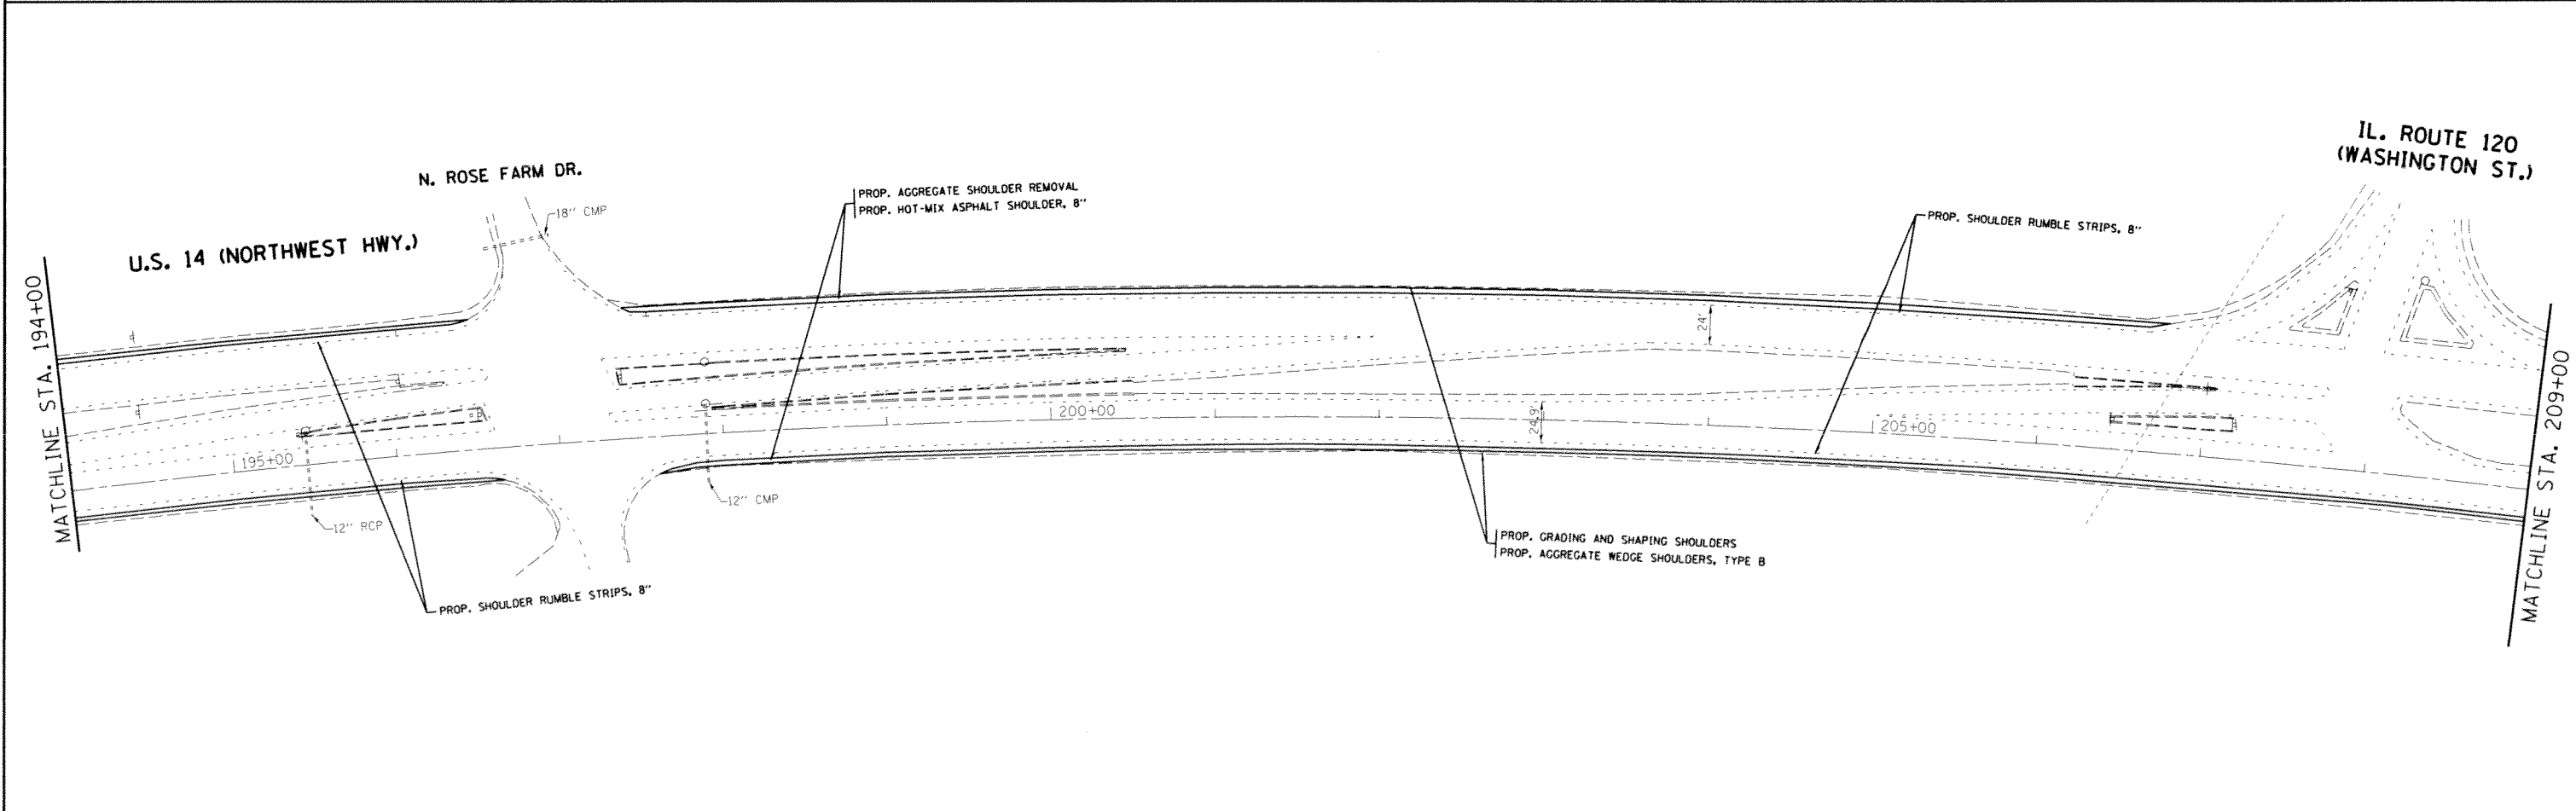 IL. ROUTE 120
(WASHINGTON ST.)
N. ROSE FARM DR.
PROP. AGGREGATE SHOULDER REMOVAL
PROP. HOT-MIX ASPHALT SHOULDER, 8"
18" CMP
PROP. SHOULDER RUMBLE STRIPS, 8"
U.S. 14 (NORTHWEST HWY.)
MATCHLINE STA. 194+00
24'
MATCHLINE STA. 209+00
200+00
24.9'
205+00
195+00
12" CMP
12" RCP
PROP. GRADING AND SHAPING SHOULDERS
PROP. AGGREGATE WEDGE SHOULDERS, TYPE B
PROP. SHOULDER RUMBLE STRIPS, 8"